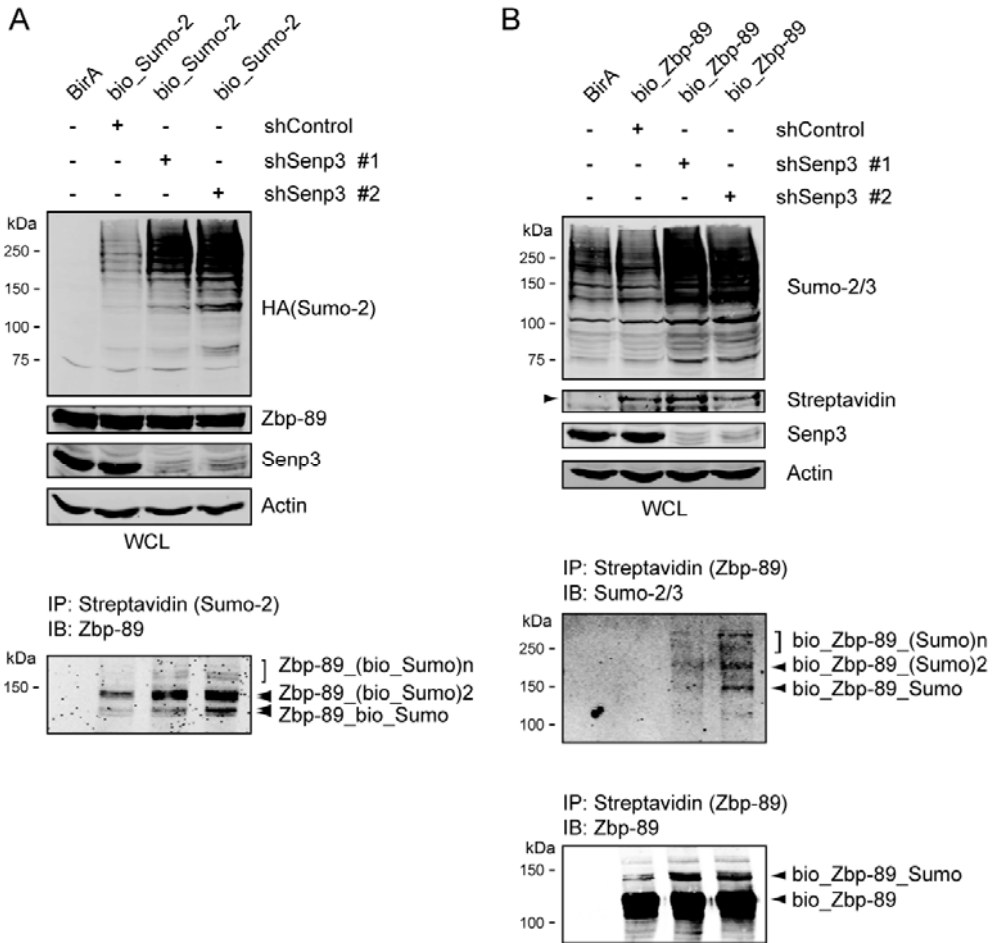 A
BirA
bio_Sumo-2
bio_Sumo-2
bio_Sumo-2
- + - - shControl
- - + - shSenp3 #1
- - - + shSenp3 #2
kDa
250 -
150 -
100 -
75 -
HA(Sumo-2)
Zbp-89
Senp3
Actin
WCL
IP: Streptavidin (Sumo-2)
IB: Zbp-89
kDa
150 -
Zbp-89_(bio_Sumo)n
Zbp-89_(bio_Sumo)2
Zbp-89_bio_Sumo
B
BirA
bio_Zbp-89
bio_Zbp-89
bio_Zbp-89
- + - - shControl
- - + - shSenp3 #1
- - - + shSenp3 #2
kDa
250 -
150 -
100 -
75 -
Sumo-2/3
Streptavidin
Senp3
Actin
WCL
IP: Streptavidin (Zbp-89)
IB: Sumo-2/3
kDa
250 -
150 -
100 -
bio_Zbp-89_(Sumo)n
bio_Zbp-89_(Sumo)2
bio_Zbp-89_Sumo
IP: Streptavidin (Zbp-89)
IB: Zbp-89
kDa
150 -
100 -
bio_Zbp-89_Sumo
bio_Zbp-89